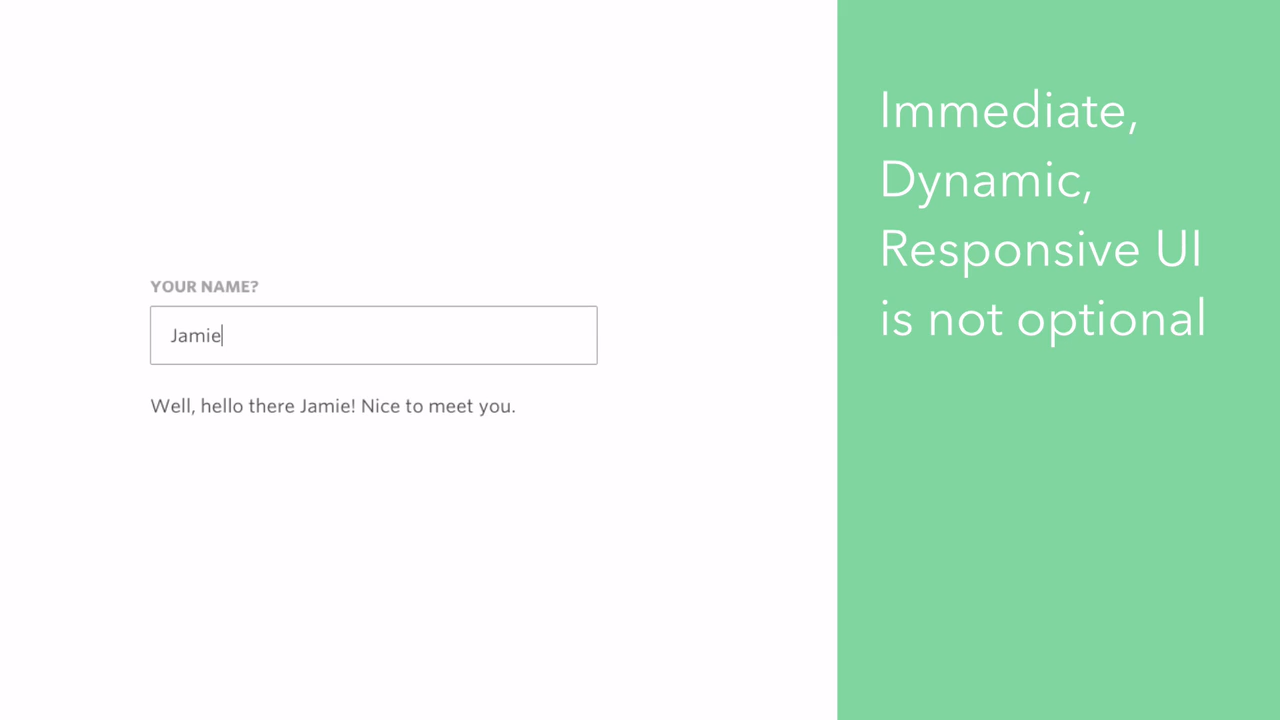 YOUR NAME?
Jamie
Well, hello there Jamie! Nice to meet you.
Immediate,
Dynamic,
Responsive UI
is not optional